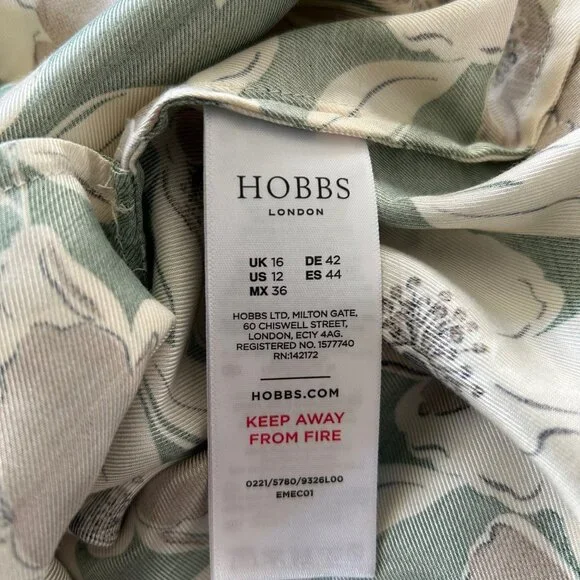 HOBBS
LONDON
UK 16 DE 42
US 12 ES 44
MX 36
HOBBS LTD, MILTON GATE,
60 CHISWELL STREET,
LONDON, EC1Y 4AG.
REGISTERED NO. 1577740
RN:142172
HOBBS.COM
KEEP AWAY
FROM FIRE
0221/5780/9326L00
EMEC01